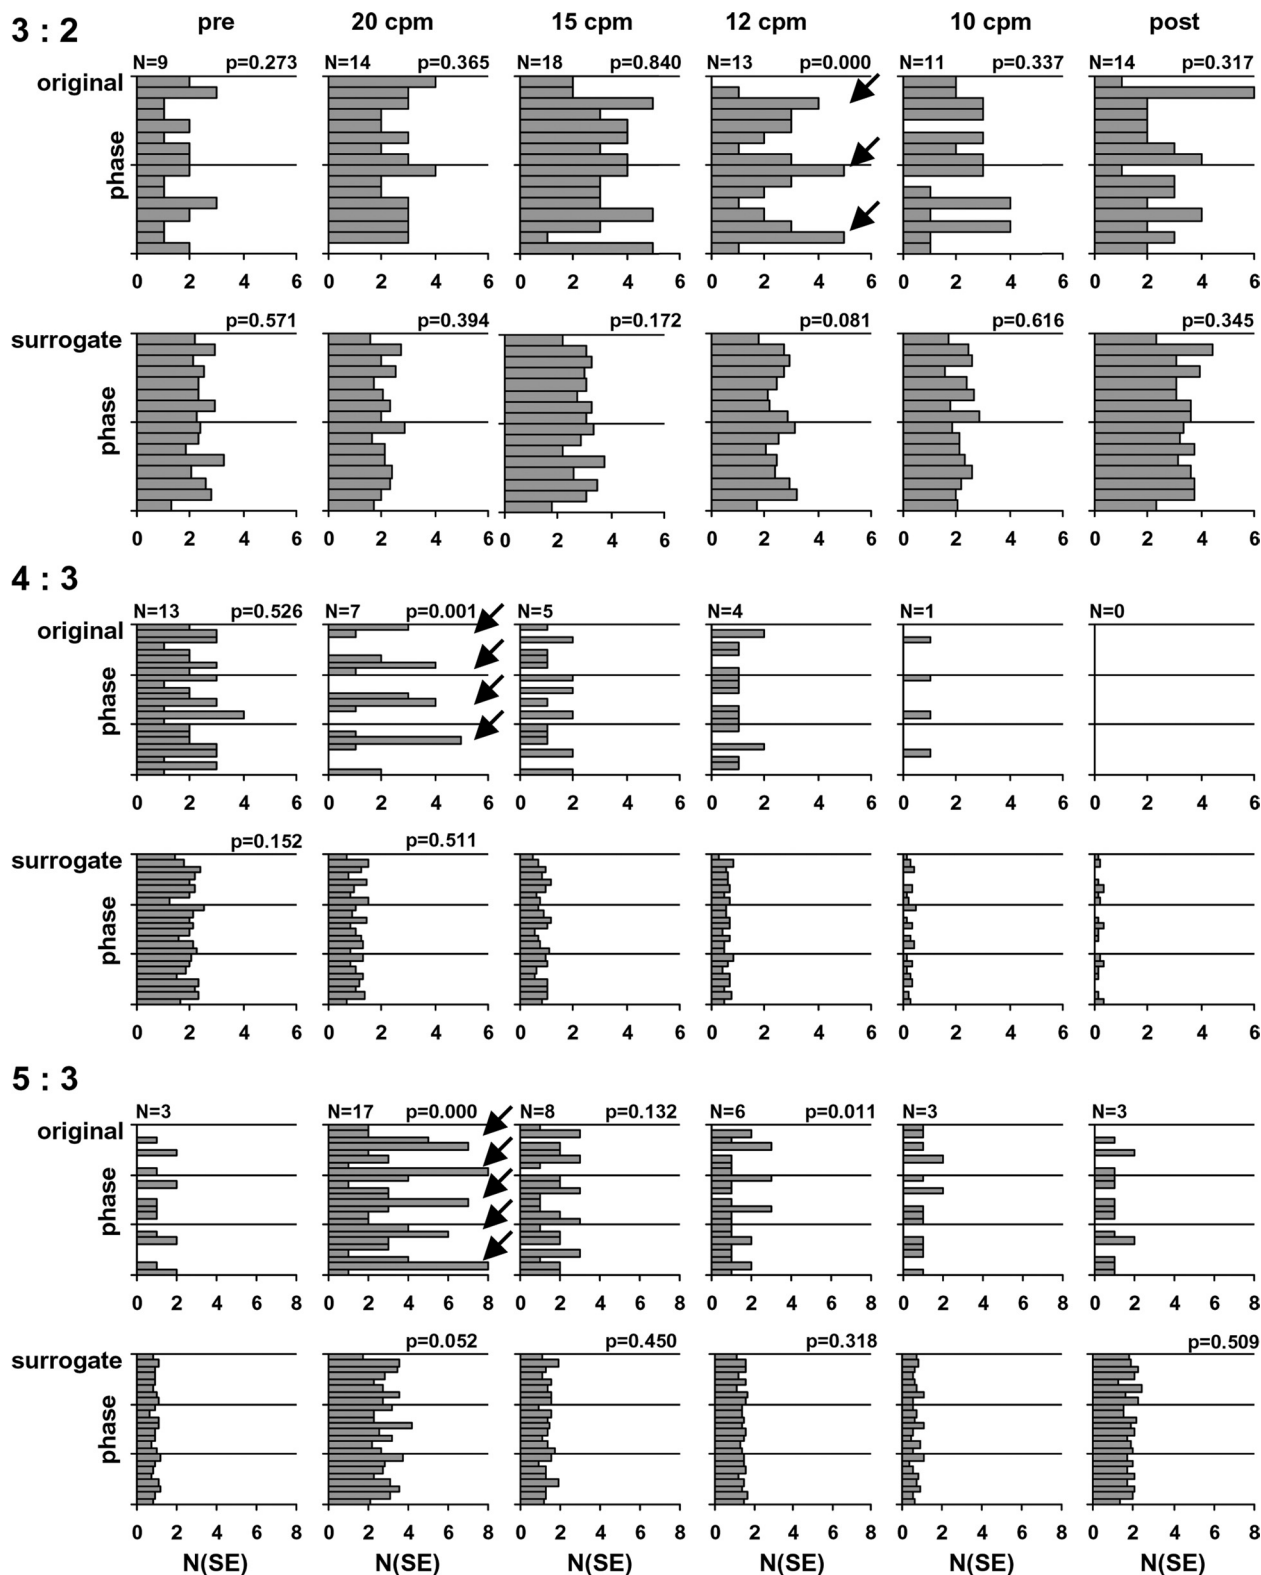 3 : 2 pre 20 cpm 15 cpm 12 cpm 10 cpm post
N=9 p=0.273 N=14 p=0.365 N=18 p=0.840 N=13 p=0.000 N=11 p=0.337 N=14 p=0.317
original
phase
0 2 4 6 0 2 4 6 0 2 4 6 0 2 4 6 0 2 4 6 0 2 4 6
p=0.571 p=0.394 p=0.172 p=0.081 p=0.616 p=0.345
surrogate
phase
0 2 4 6 0 2 4 6 0 2 4 6 0 2 4 6 0 2 4 6 0 2 4 6
4 : 3
N=13 p=0.526 N=7 p=0.001 N=5 N=4 N=1 N=0
original
phase
0 2 4 6 0 2 4 6 0 2 4 6 0 2 4 6 0 2 4 6 0 2 4 6
p=0.152 p=0.511
surrogate
phase
0 2 4 6 0 2 4 6 0 2 4 6 0 2 4 6 0 2 4 6 0 2 4 6
5 : 3
N=3 N=17 p=0.000 N=8 p=0.132 N=6 p=0.011 N=3 N=3
original
phase
0 2 4 6 8 0 2 4 6 8 0 2 4 6 8 0 2 4 6 8 0 2 4 6 8 0 2 4 6 8
p=0.052 p=0.450 p=0.318 p=0.509
surrogate
phase
0 2 4 6 8 0 2 4 6 8 0 2 4 6 8 0 2 4 6 8 0 2 4 6 8 0 2 4 6 8
N(SE) N(SE) N(SE) N(SE) N(SE) N(SE)